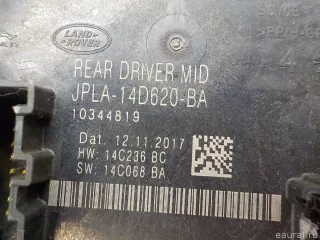 LAND-
ROVER
REAR DRIVER MID
JPLA-14D620-BA
10344819
Dat. 12.11.2017
HW: 14C236 BC
SW: 14C068 BA
eaural.ru